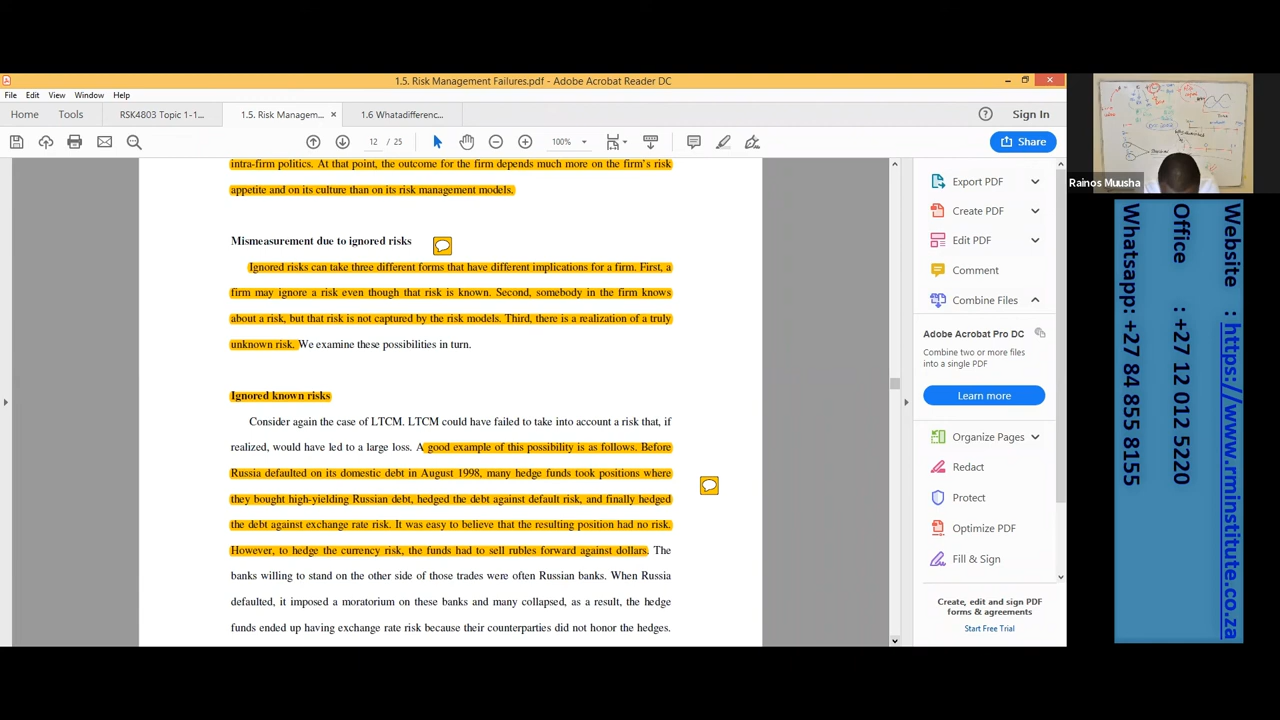 1.5. Risk Management Failures.pdf - Adobe Acrobat Reader DC
File Edit View Window Help
Home Tools RSK4803 Topic 1-1... 1.5. Risk Managem... × 1.6 Whatadifferenc... Sign In
12 / 25 100% Share
intra-firm politics. At that point, the outcome for the firm depends much more on the firm's risk
appetite and on its culture than on its risk management models.
Mismeasurement due to ignored risks
Ignored risks can take three different forms that have different implications for a firm. First, a
firm may ignore a risk even though that risk is known. Second, somebody in the firm knows
about a risk, but that risk is not captured by the risk models. Third, there is a realization of a truly
unknown risk. We examine these possibilities in turn.
Ignored known risks
Consider again the case of LTCM. LTCM could have failed to take into account a risk that, if
realized, would have led to a large loss. A good example of this possibility is as follows. Before
Russia defaulted on its domestic debt in August 1998, many hedge funds took positions where
they bought high-yielding Russian debt, hedged the debt against default risk, and finally hedged
the debt against exchange rate risk. It was easy to believe that the resulting position had no risk.
However, to hedge the currency risk, the funds had to sell rubles forward against dollars. The
banks willing to stand on the other side of those trades were often Russian banks. When Russia
defaulted, it imposed a moratorium on these banks and many collapsed, as a result, the hedge
funds ended up having exchange rate risk because their counterparties did not honor the hedges.
Export PDF
Create PDF
Edit PDF
Comment
Combine Files
Adobe Acrobat Pro DC
Combine two or more files
into a single PDF
Learn more
Organize Pages
Redact
Protect
Optimize PDF
Fill & Sign
Create, edit and sign PDF
forms & agreements
Start Free Trial
Rainos Muusha
Website : https://www.rminstitute.co.za
Office : +27 12 012 5220
Whatsapp: +27 84 855 8155